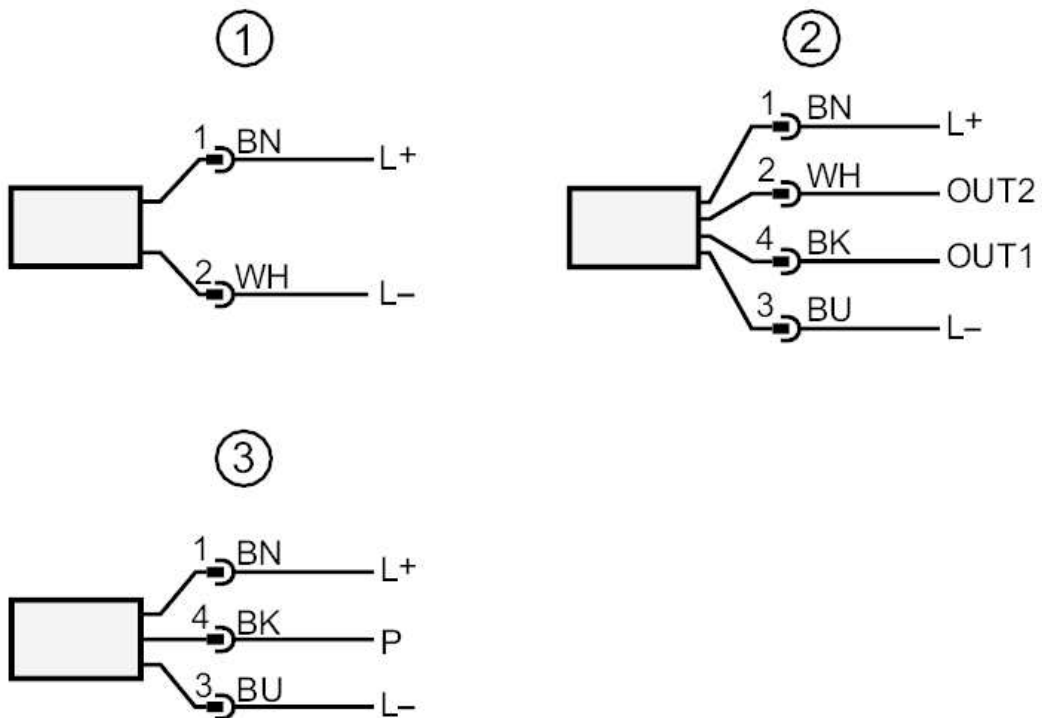 1
1 BN L+
2 WH L–
2
1 BN L+
2 WH OUT2
4 BK OUT1
3 BU L–
3
1 BN L+
4 BK P
3 BU L–